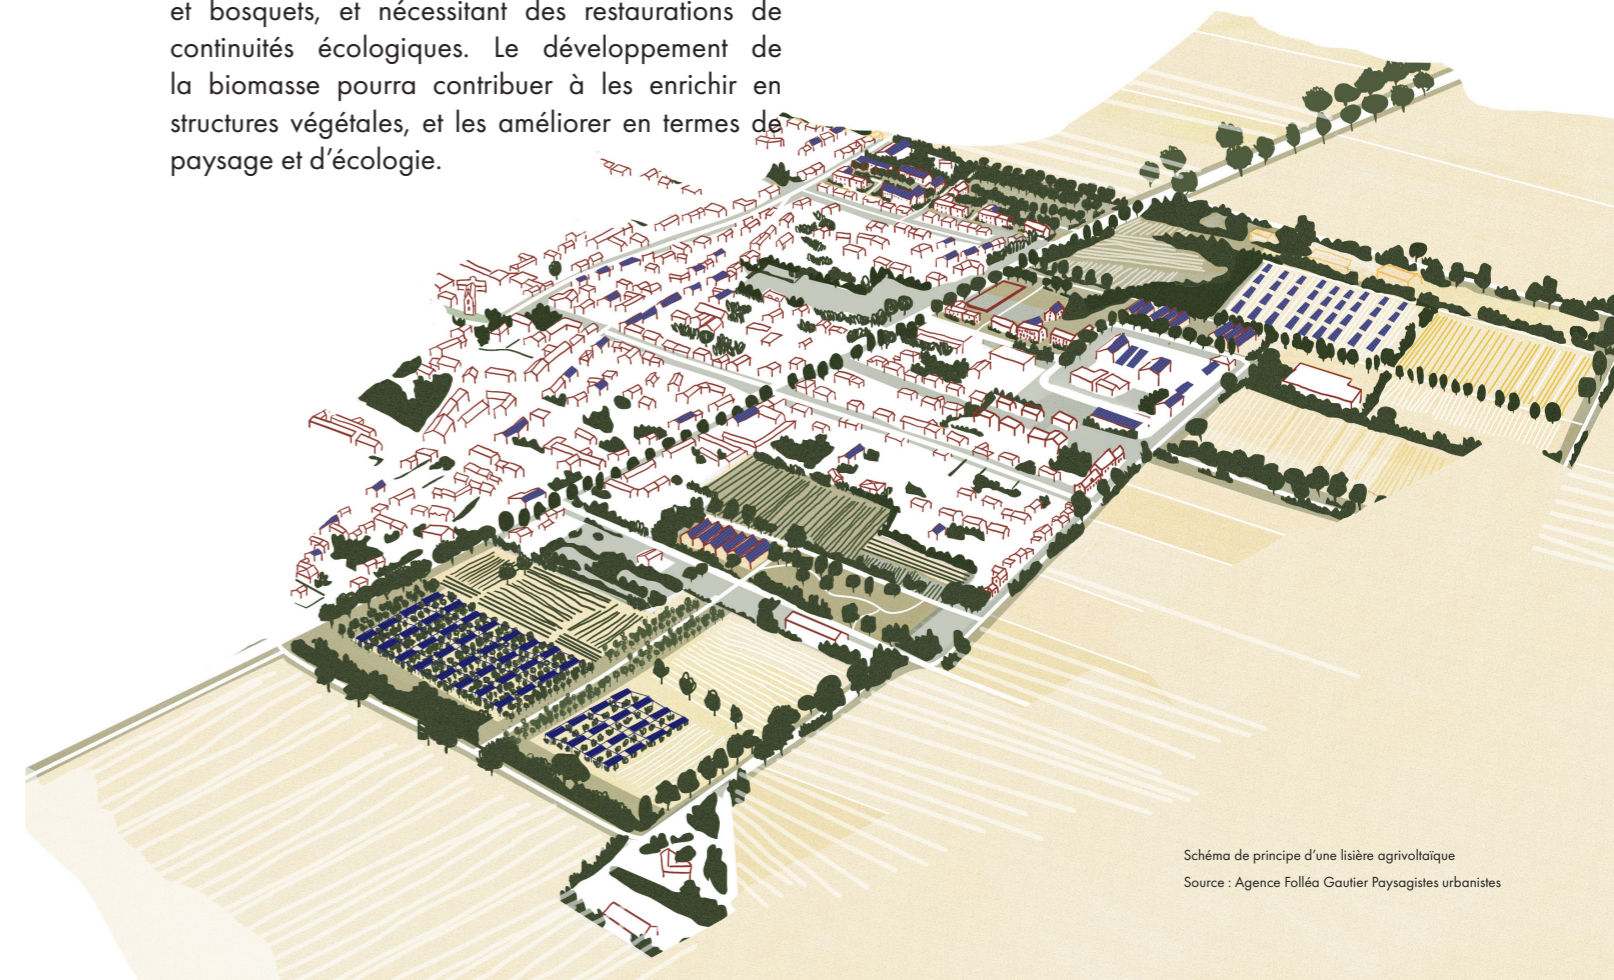 et bosquets, et nécessitant des restaurations de
continuités écologiques. Le développement de
la biomasse pourra contribuer à les enrichir en
structures végétales, et les améliorer en termes de
paysage et d’écologie.
Schéma de principe d’une lisière agrivoltaïque
Source : Agence Folléa Gautier Paysagistes urbanistes